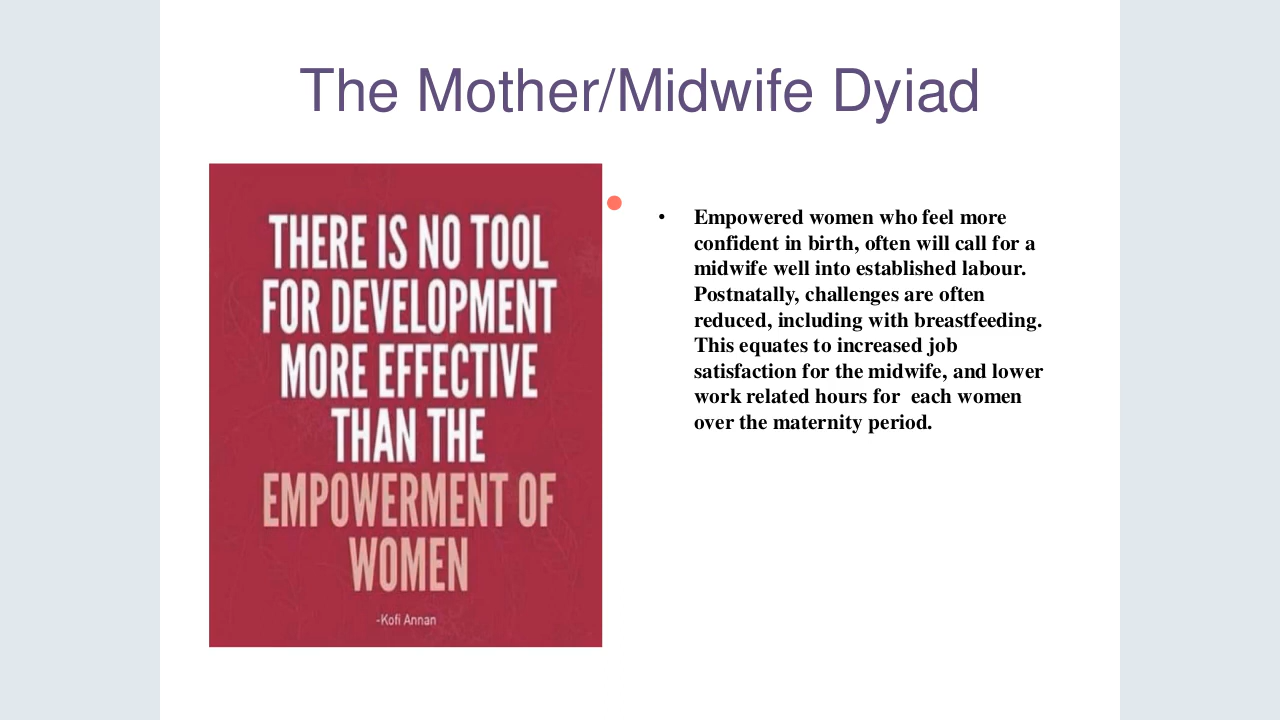 The Mother/Midwife Dyiad
THERE IS NO TOOL
FOR DEVELOPMENT
MORE EFFECTIVE
THAN THE
EMPOWERMENT OF
WOMEN
-Kofi Annan
• Empowered women who feel more
confident in birth, often will call for a
midwife well into established labour.
Postnatally, challenges are often
reduced, including with breastfeeding.
This equates to increased job
satisfaction for the midwife, and lower
work related hours for  each women
over the maternity period.